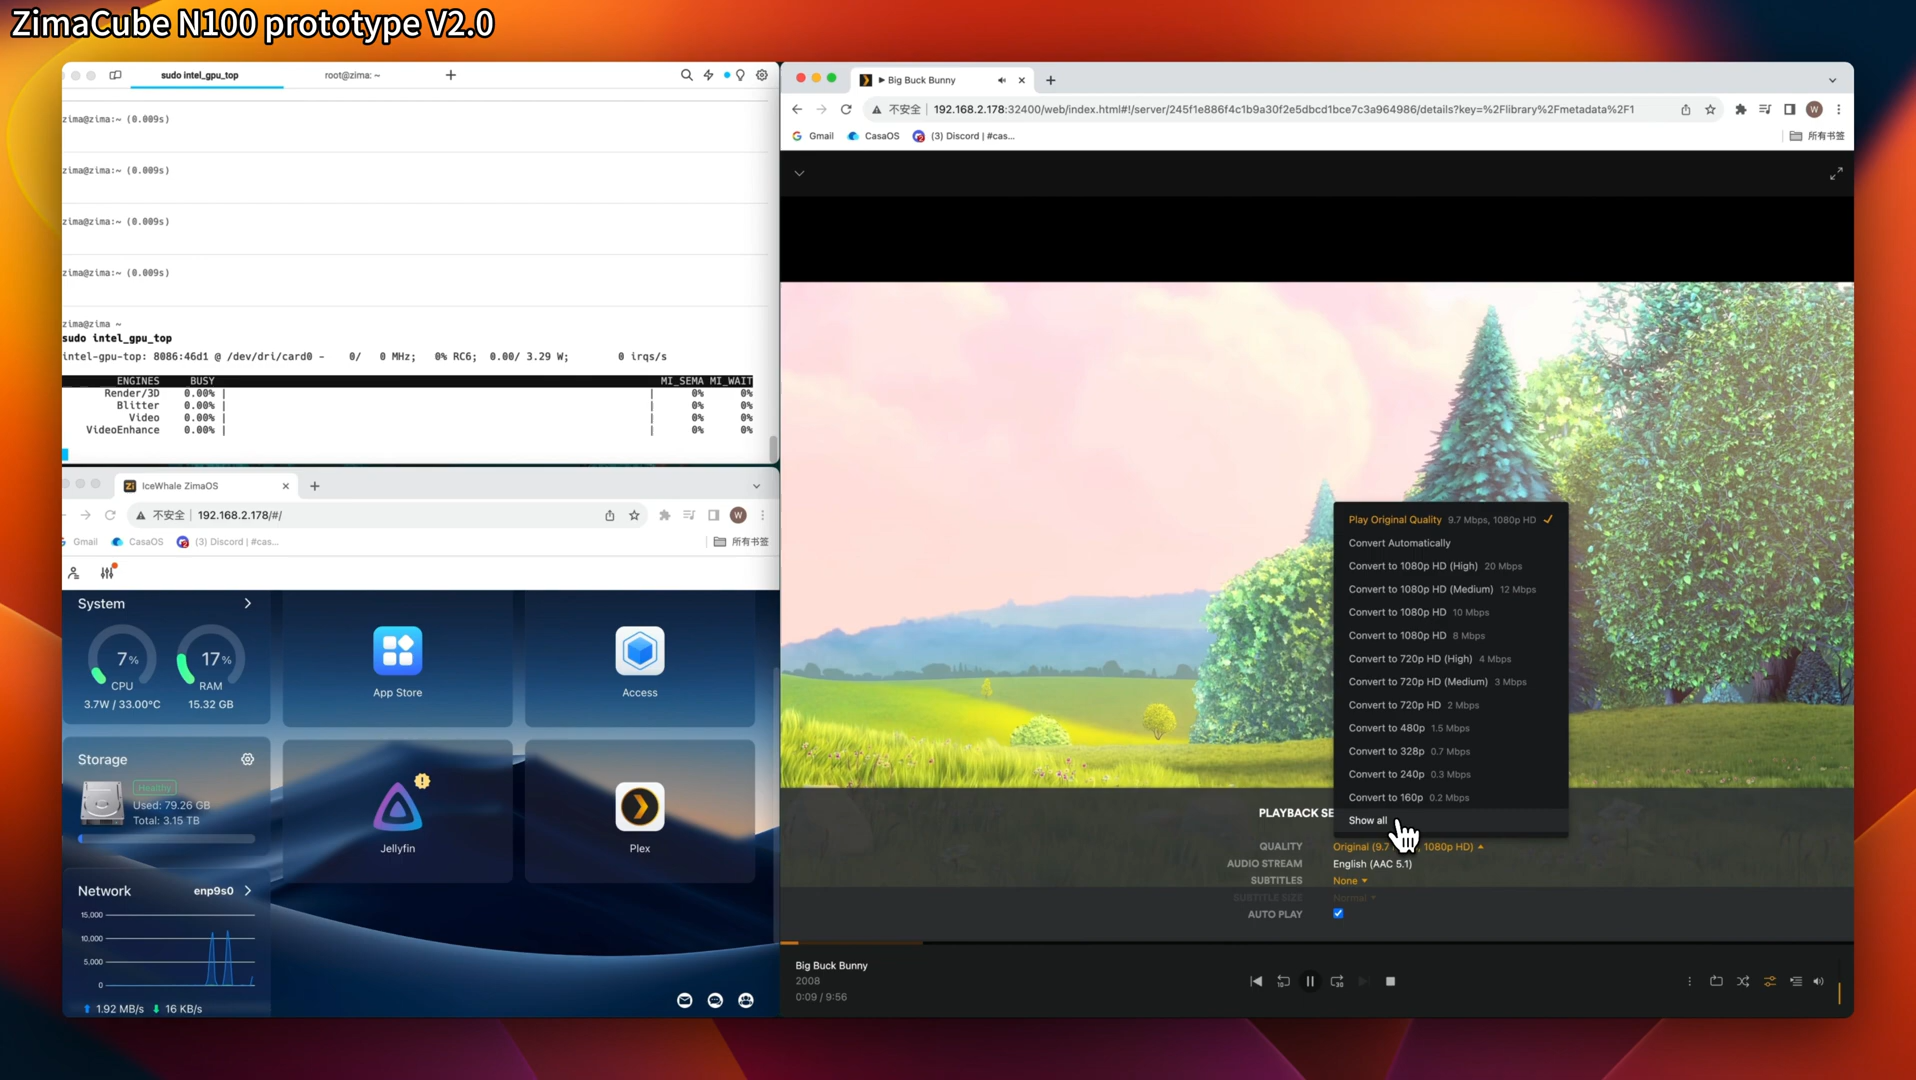 ZimaCube N100 prototype V2.0
sudo intel_gpu_top
root@zima: ~
zima@zima:~ (0.009s)
zima@zima:~ (0.009s)
zima@zima:~ (0.009s)
zima@zima:~ (0.009s)
zima@zima ~
sudo intel_gpu_top
intel-gpu-top: 8086:46d1 @ /dev/dri/card0 - 0/ 0 MHz; 0% RC6; 0.00/ 3.29 W; 0 irqs/s
ENGINES BUSY MI_SEMA MI_WAIT
Render/3D 0.00% | | 0% 0%
Blitter 0.00% | | 0% 0%
Video 0.00% | | 0% 0%
VideoEnhance 0.00% | | 0% 0%
IceWhale ZimaOS
不安全 192.168.2.178/#/
Gmail CasaOS (3) Discord | #cas... 所有书签
System
7% CPU
3.7W / 33.00°C
17% RAM
15.32 GB
App Store
Access
Storage
Healthy
Used: 79.26 GB
Total: 3.15 TB
Jellyfin
Plex
Network enp9s0
15,000
10,000
5,000
0
1.92 MB/s 16 KB/s
Big Buck Bunny
不安全 192.168.2.178:32400/web/index.html#!/server/245f1e886f4c1b9a30f2e5dbcd1bce7c3a964986/details?key=%2Flibrary%2Fmetadata%2F1
Gmail CasaOS (3) Discord | #cas... 所有书签
Play Original Quality 9.7 Mbps, 1080p HD
Convert Automatically
Convert to 1080p HD (High) 20 Mbps
Convert to 1080p HD (Medium) 12 Mbps
Convert to 1080p HD 10 Mbps
Convert to 1080p HD 8 Mbps
Convert to 720p HD (High) 4 Mbps
Convert to 720p HD (Medium) 3 Mbps
Convert to 720p HD 2 Mbps
Convert to 480p 1.5 Mbps
Convert to 328p 0.7 Mbps
Convert to 240p 0.3 Mbps
Convert to 160p 0.2 Mbps
Show all
PLAYBACK SE
QUALITY Original (9.7 1080p HD)
AUDIO STREAM English (AAC 5.1)
SUBTITLES None
SUBTITLE SIZE Normal
AUTO PLAY
Big Buck Bunny
2008
0:09 / 9:56
10
30
W
W